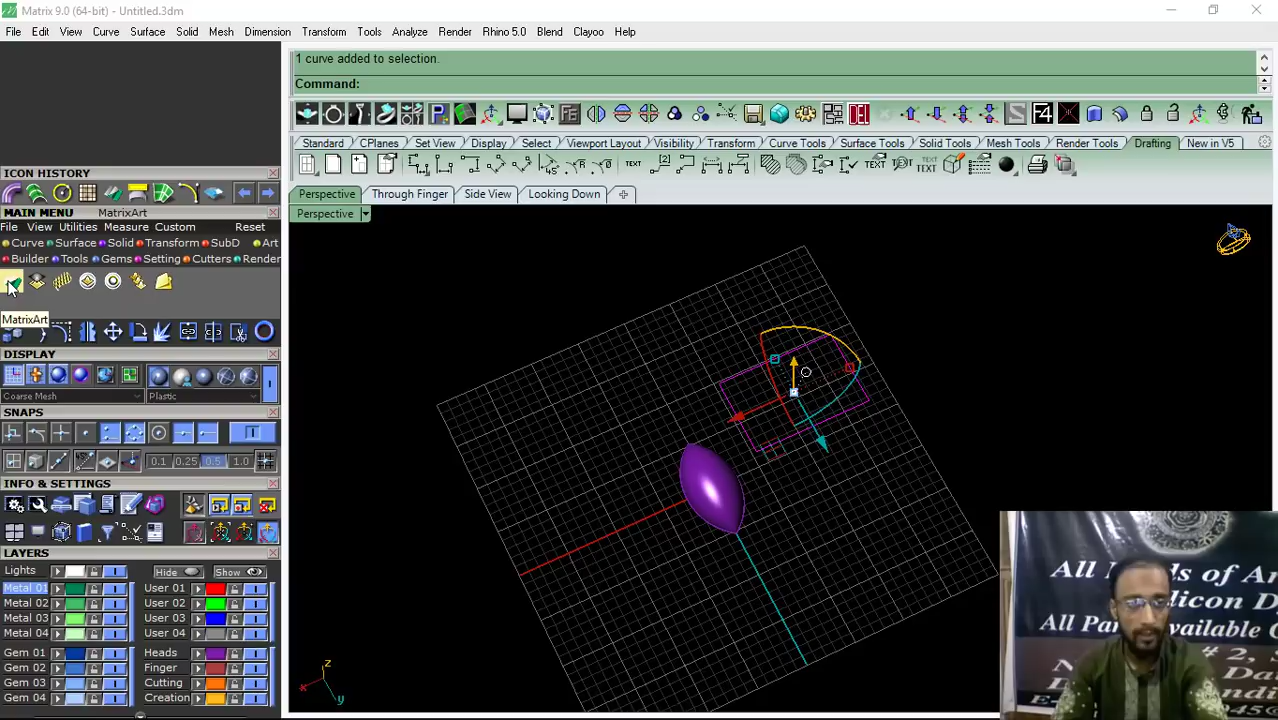 Matrix 9.0 (64-bit) - Untitled.3dm
File Edit View Curve Surface Solid Mesh Dimension Transform Tools Analyze Render Rhino 5.0 Blend Clayoo Help
1 curve added to selection.
Command:
Standard CPlanes Set View Display Select Viewport Layout Visibility Transform Curve Tools Surface Tools Solid Tools Mesh Tools Render Tools Drafting New in V5
ICON HISTORY
Perspective Through Finger Side View Looking Down
MAIN MENU MatrixArt
Perspective
File View Utilities Measure Custom Reset
Curve Surface Solid Transform SubD Art
Builder Tools Gems Setting Cutters Render
MatrixArt
DISPLAY
Coarse Mesh Plastic
SNAPS
0.1 0.25 0.5 1.0
INFO & SETTINGS
LAYERS
Lights Hide Show
Metal 01 User 01
Metal 02 User 02
Metal 03 User 03
Metal 04 User 04
Gem 01 Heads
Gem 02 Finger
Gem 03 Cutting
Gem 04 Creation
z
x
y
All
All Par
vailable